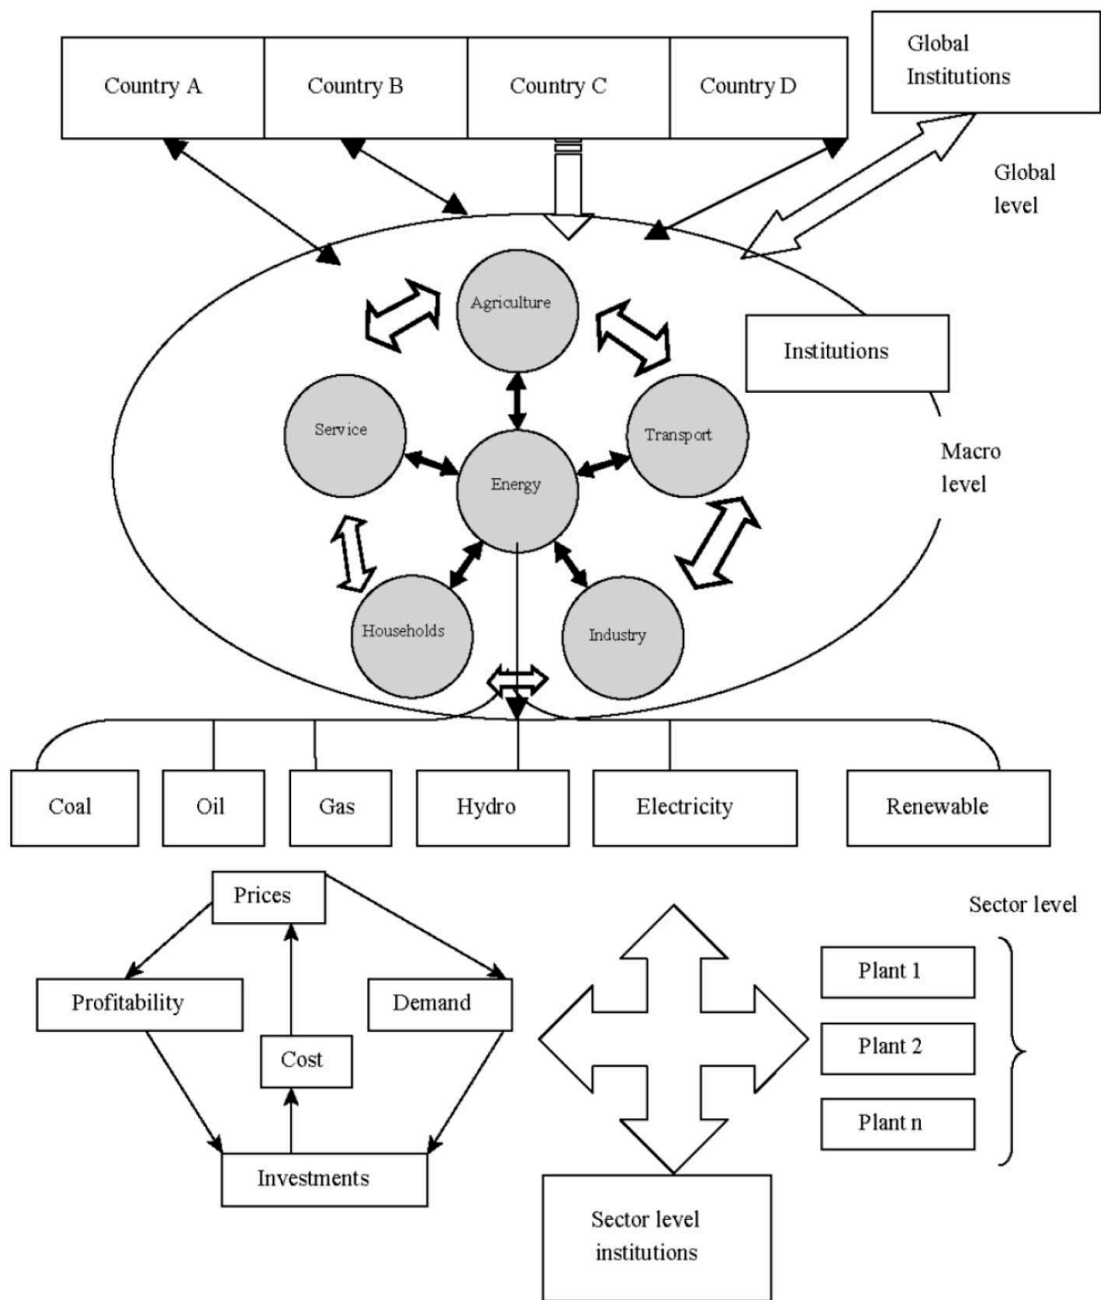 Country A
Country B
Country C
Country D
Global
Institutions
Global
level
Agriculture
Institutions
Service
Transport
Macro
level
Energy
Households
Industry
Coal
Oil
Gas
Hydro
Electricity
Renewable
Prices
Sector level
Profitability
Demand
Plant 1
Cost
Plant 2
Plant n
Investments
Sector level
institutions